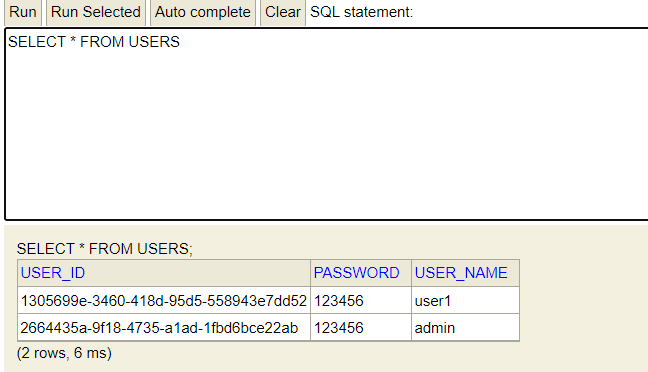 Run Run Selected Auto complete Clear SQL statement:
SELECT * FROM USERS
SELECT * FROM USERS;
USER_ID PASSWORD USER_NAME
1305699e-3460-418d-95d5-558943e7dd52 123456 user1
2664435a-9f18-4735-a1ad-1fbd6bce22ab 123456 admin
(2 rows, 6 ms)